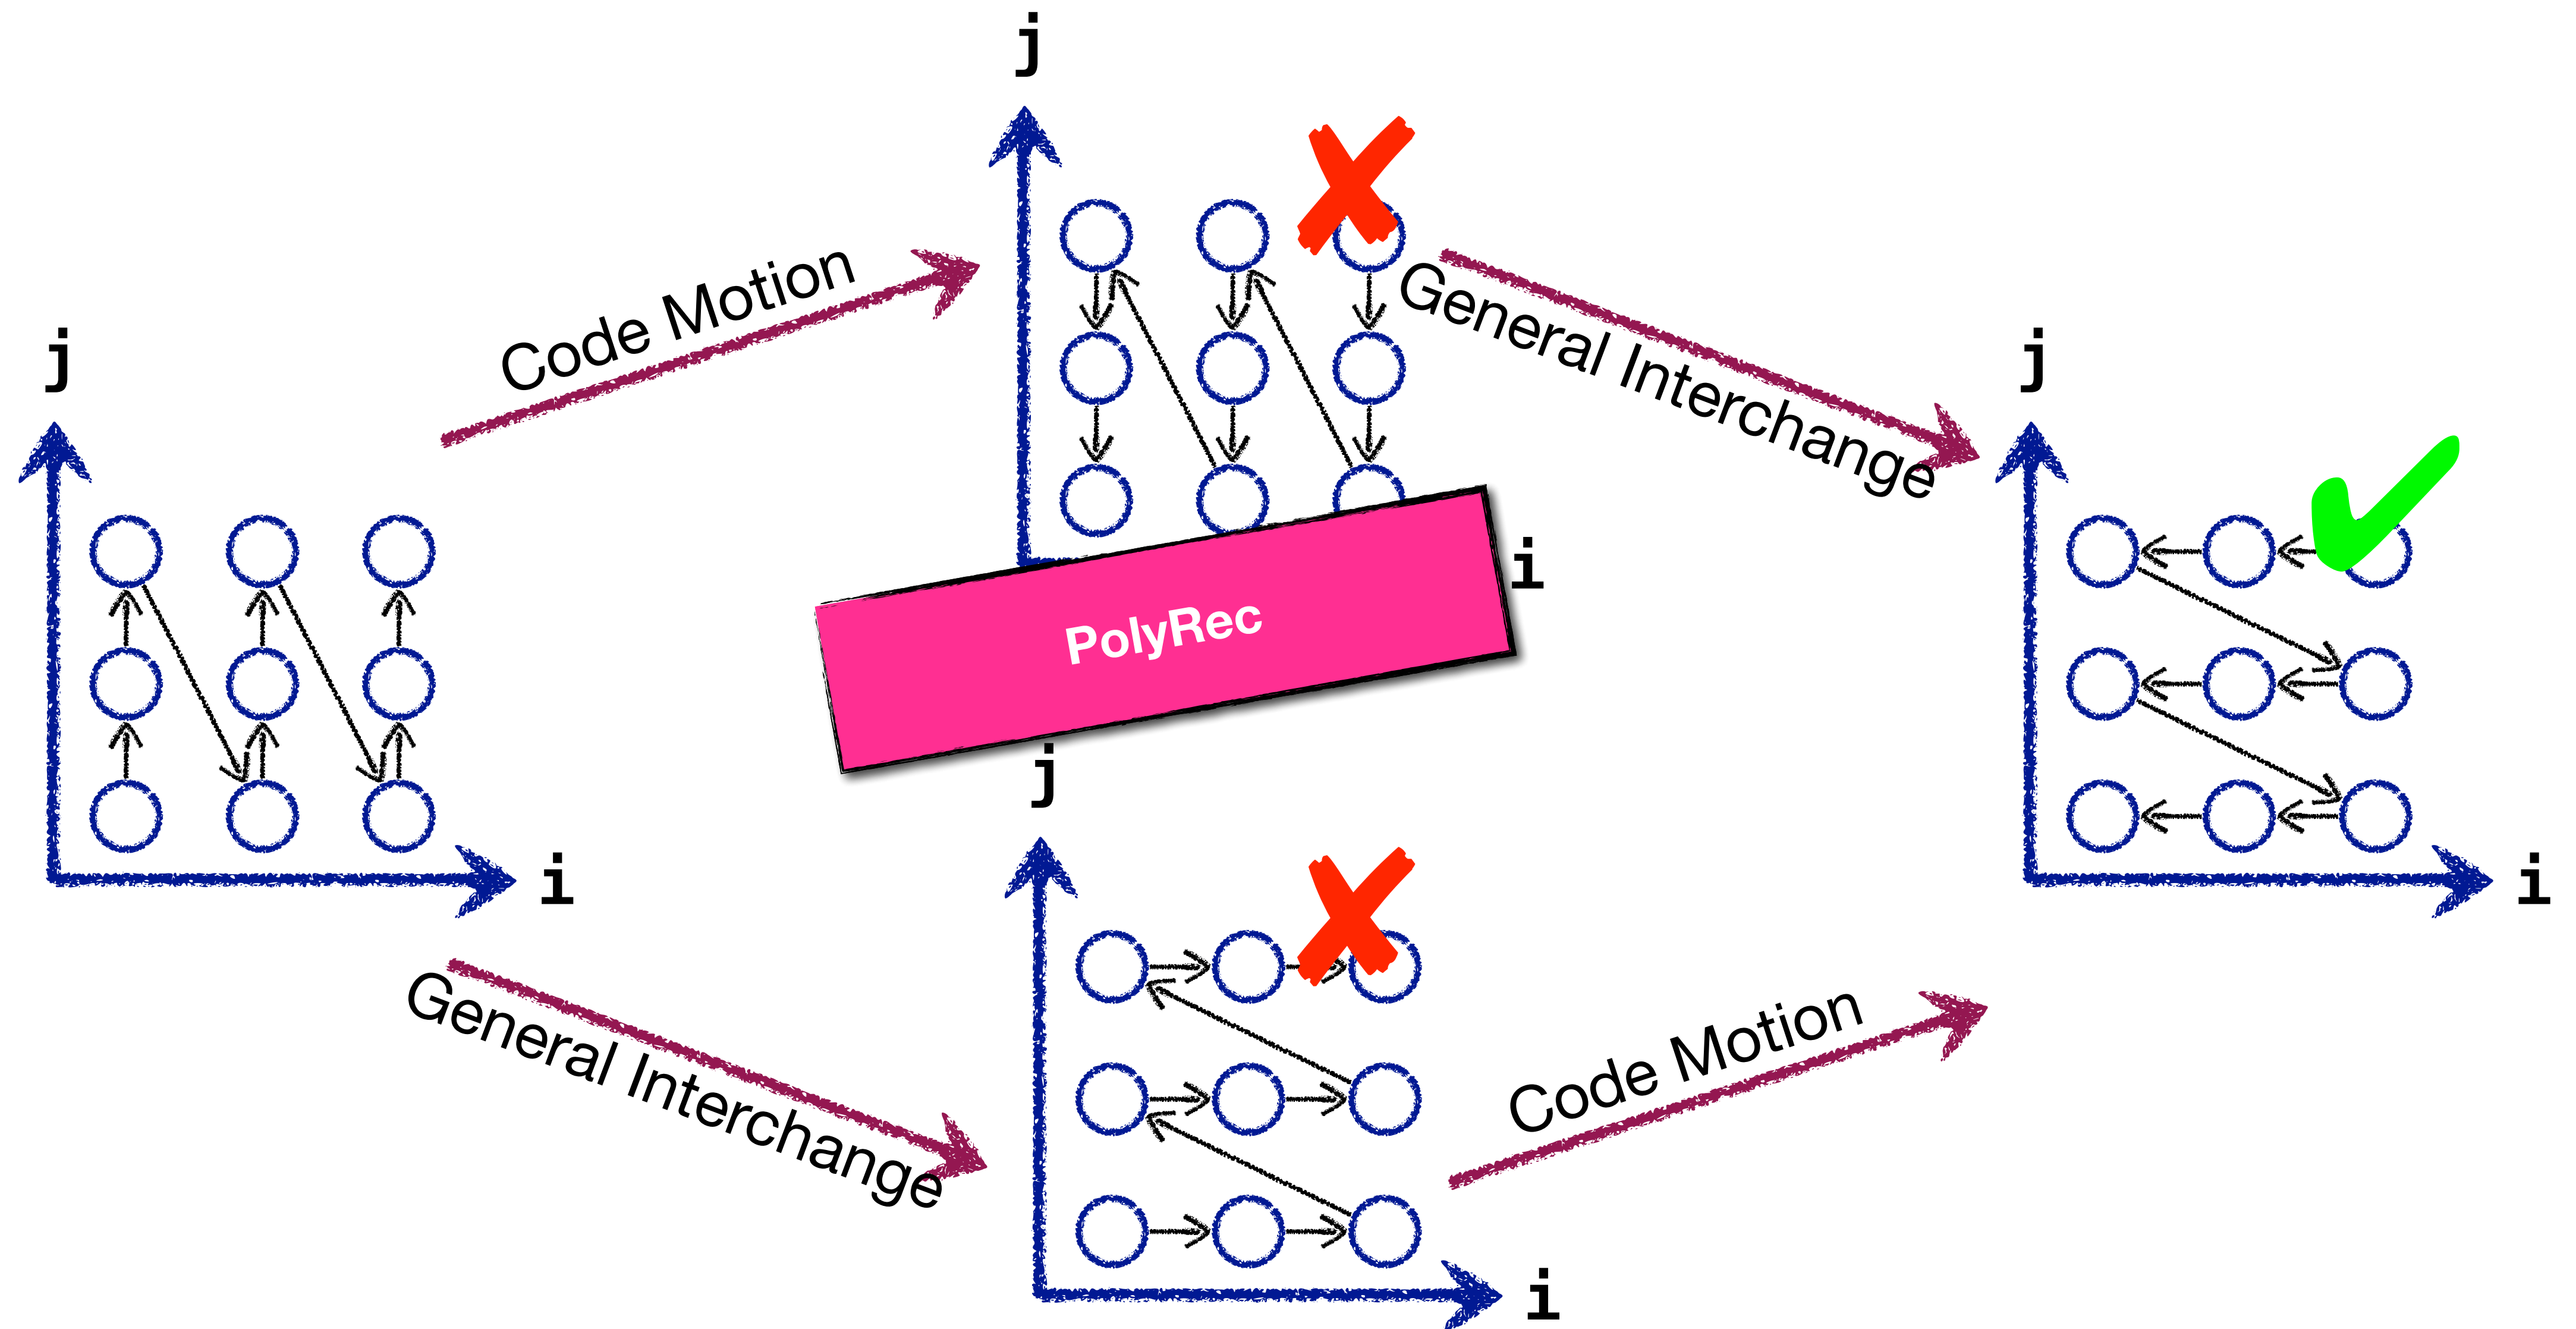 j
Code Motion
General Interchange
j
i
j
PolyRec
i
j
i
General Interchange
Code Motion
i